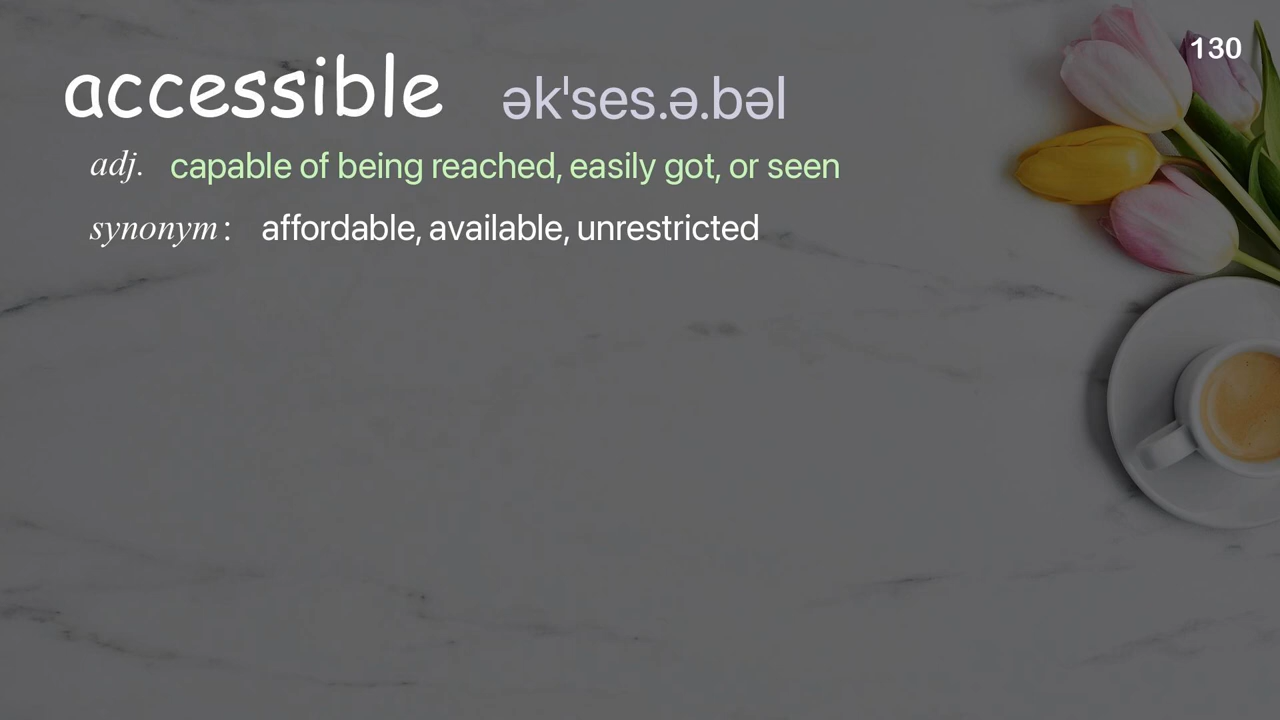 130
accessible əkˈses.ə.bəl
adj. capable of being reached, easily got, or seen
synonym: affordable, available, unrestricted